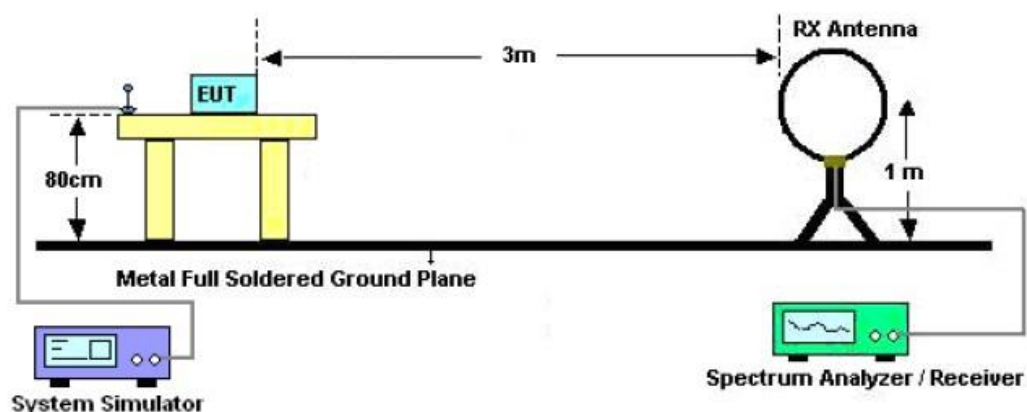 RX Antenna
3m
EUT
80cm
1 m
Metal Full Soldered Ground Plane
System Simulator
Spectrum Analyzer / Receiver